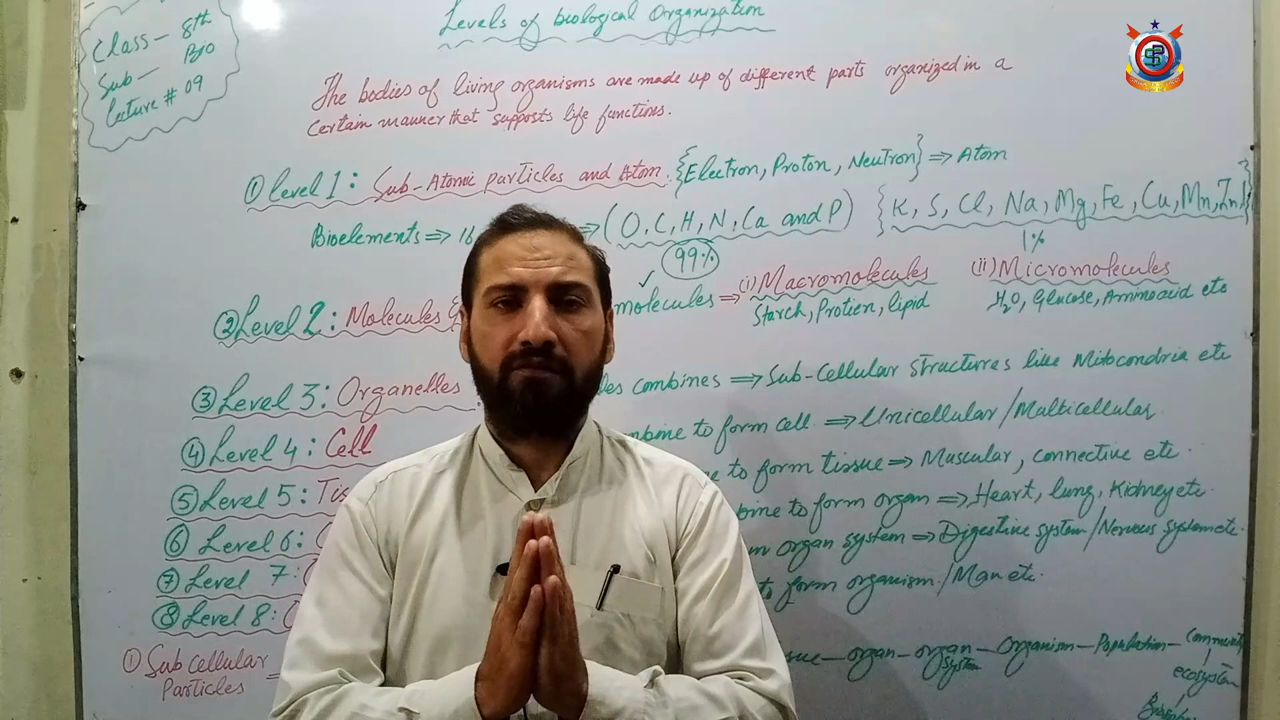 Class - 8th
Sub - Byo
Lecture # 09
Levels of biological Organization
The bodies of living organisms are made up of different parts organized in a
Certain manner that supports life functions.
① Level 1: Sub-Atomic particles and Atom. {Electron, Proton, Neutron} ⇒ Atom
Bioelements ⇒ 16 ⇒ (O, C, H, N, Ca and P) {K, S, Cl, Na, Mg, Fe, Cu, Mn, Zn}
99% 1%
② Level 2: Molecules molecules ⇒ (i) Macromolecules (ii) Micromolecules
Starch, Protien, lipid H₂O, Glucose, Amino acid etc
③ Level 3: Organelles combines ⇒ Sub-Cellular Structures like Mitocondria etc
④ Level 4: Cell to form cell ⇒ Unicellular / Malticellular
⑤ Level 5: to form tissue ⇒ Muscular, connective etc.
⑥ Level 6: to form organ ⇒ Heart, lung, Kidney etc.
⑦ Level 7: organ system ⇒ Digestive system / Nervous system etc.
⑧ Level 8: to form organism / Man etc.
① Sub cellular Particles = - organ - organ system - Organism - Population - Community
ecosystem